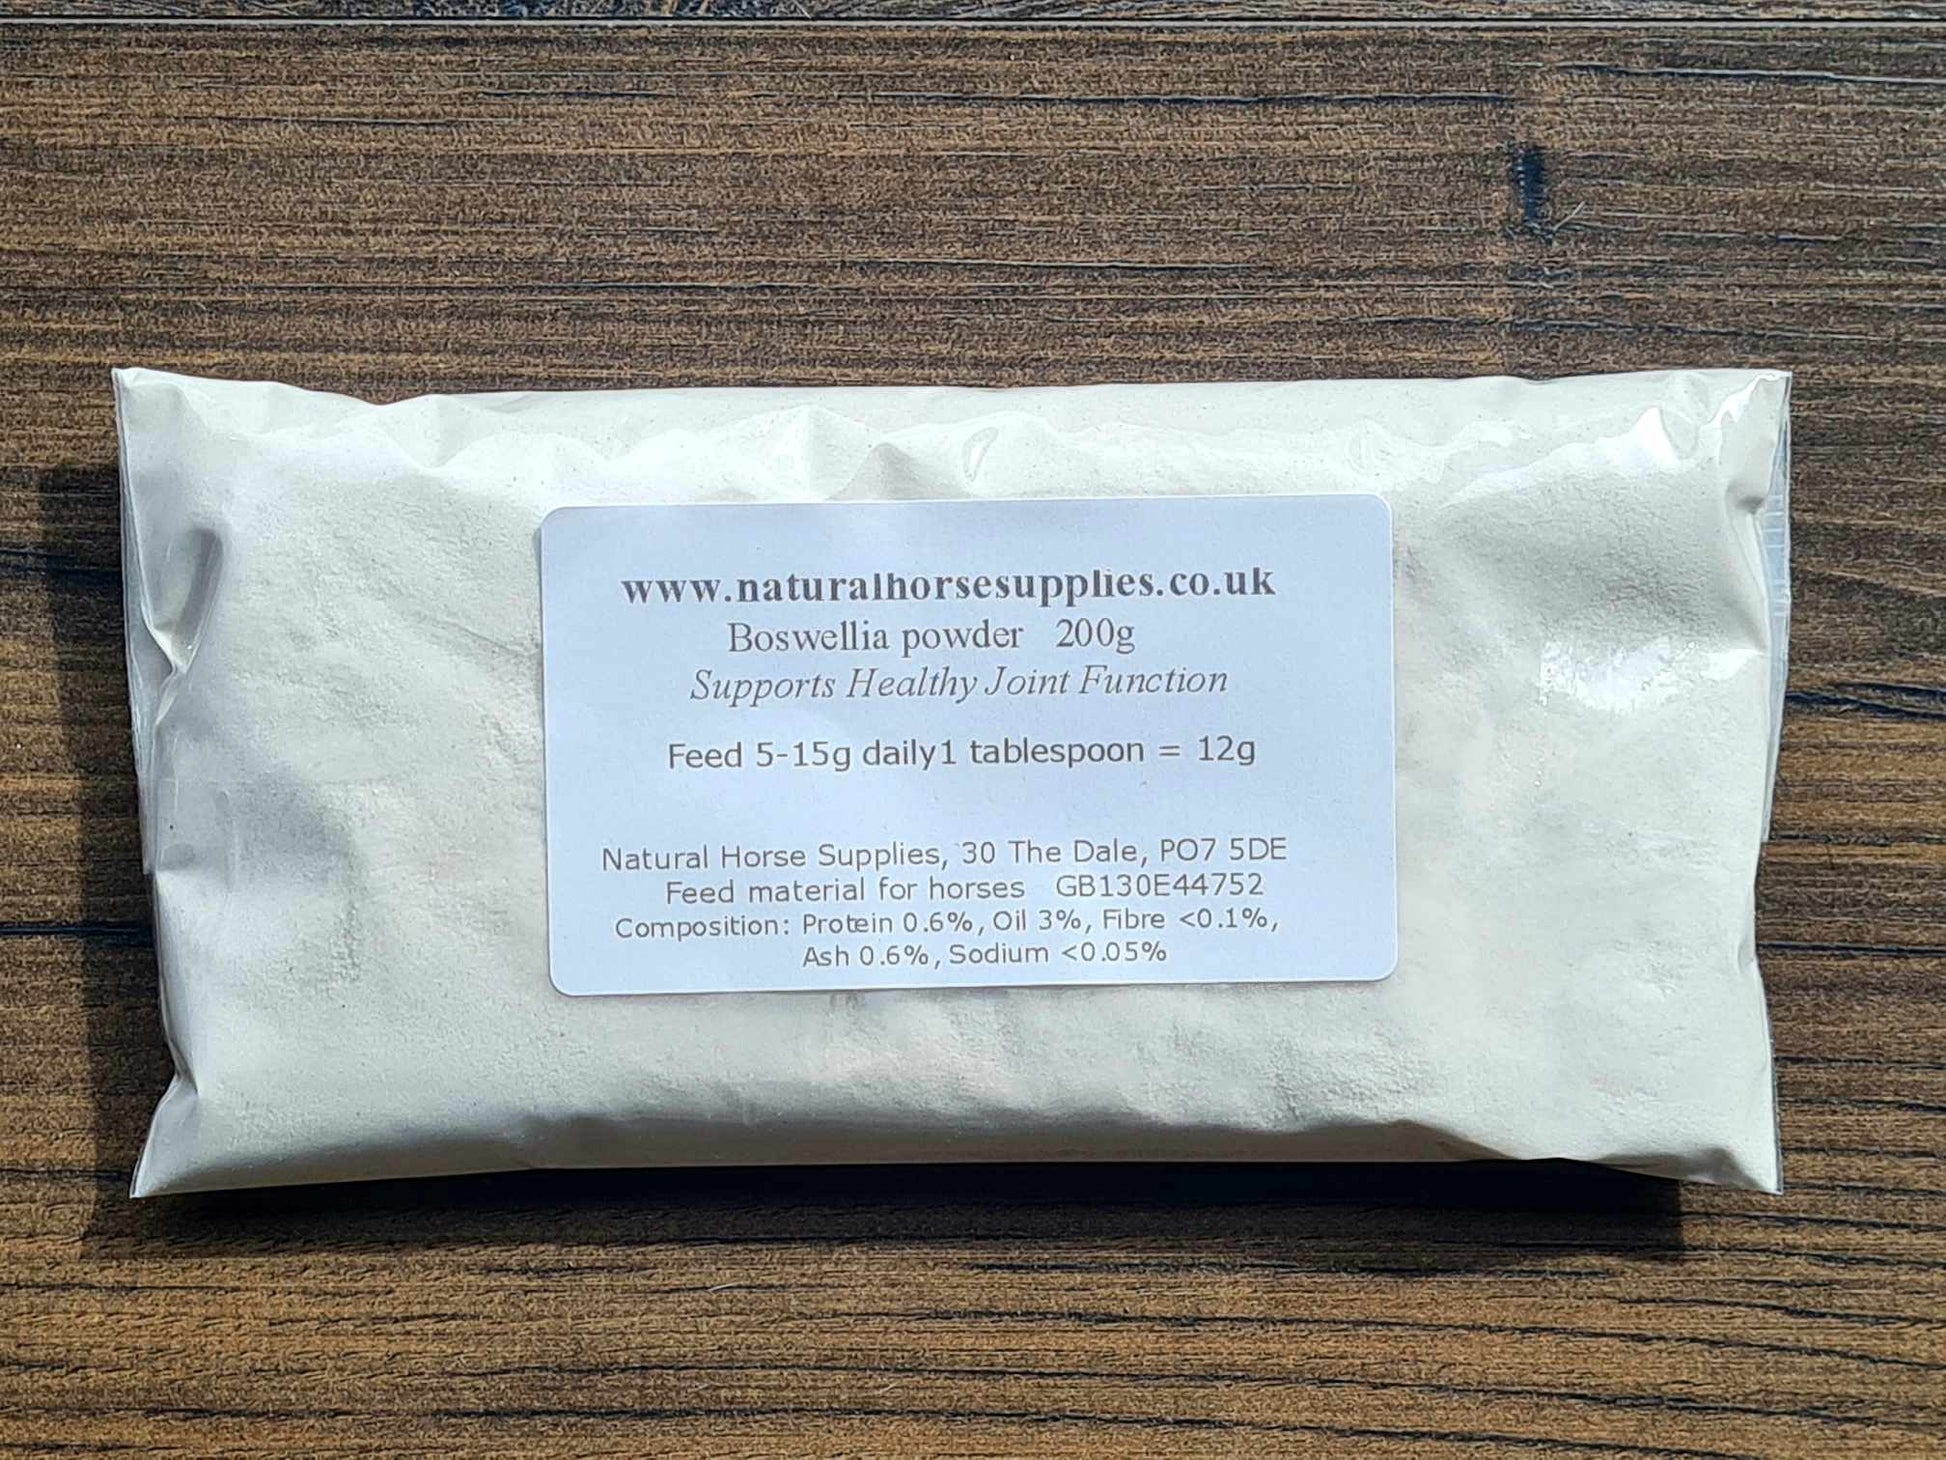 www.naturalhorsesupplies.co.uk
Boswellia powder 200g
Supports Healthy Joint Function
Feed 5-15g daily1 tablespoon = 12g
Natural Horse Supplies, 30 The Dale, PO7 5DE
Feed material for horses GB130E44752
Composition: Protein 0.6%, Oil 3%, Fibre <0.1%,
Ash 0.6%, Sodium <0.05%